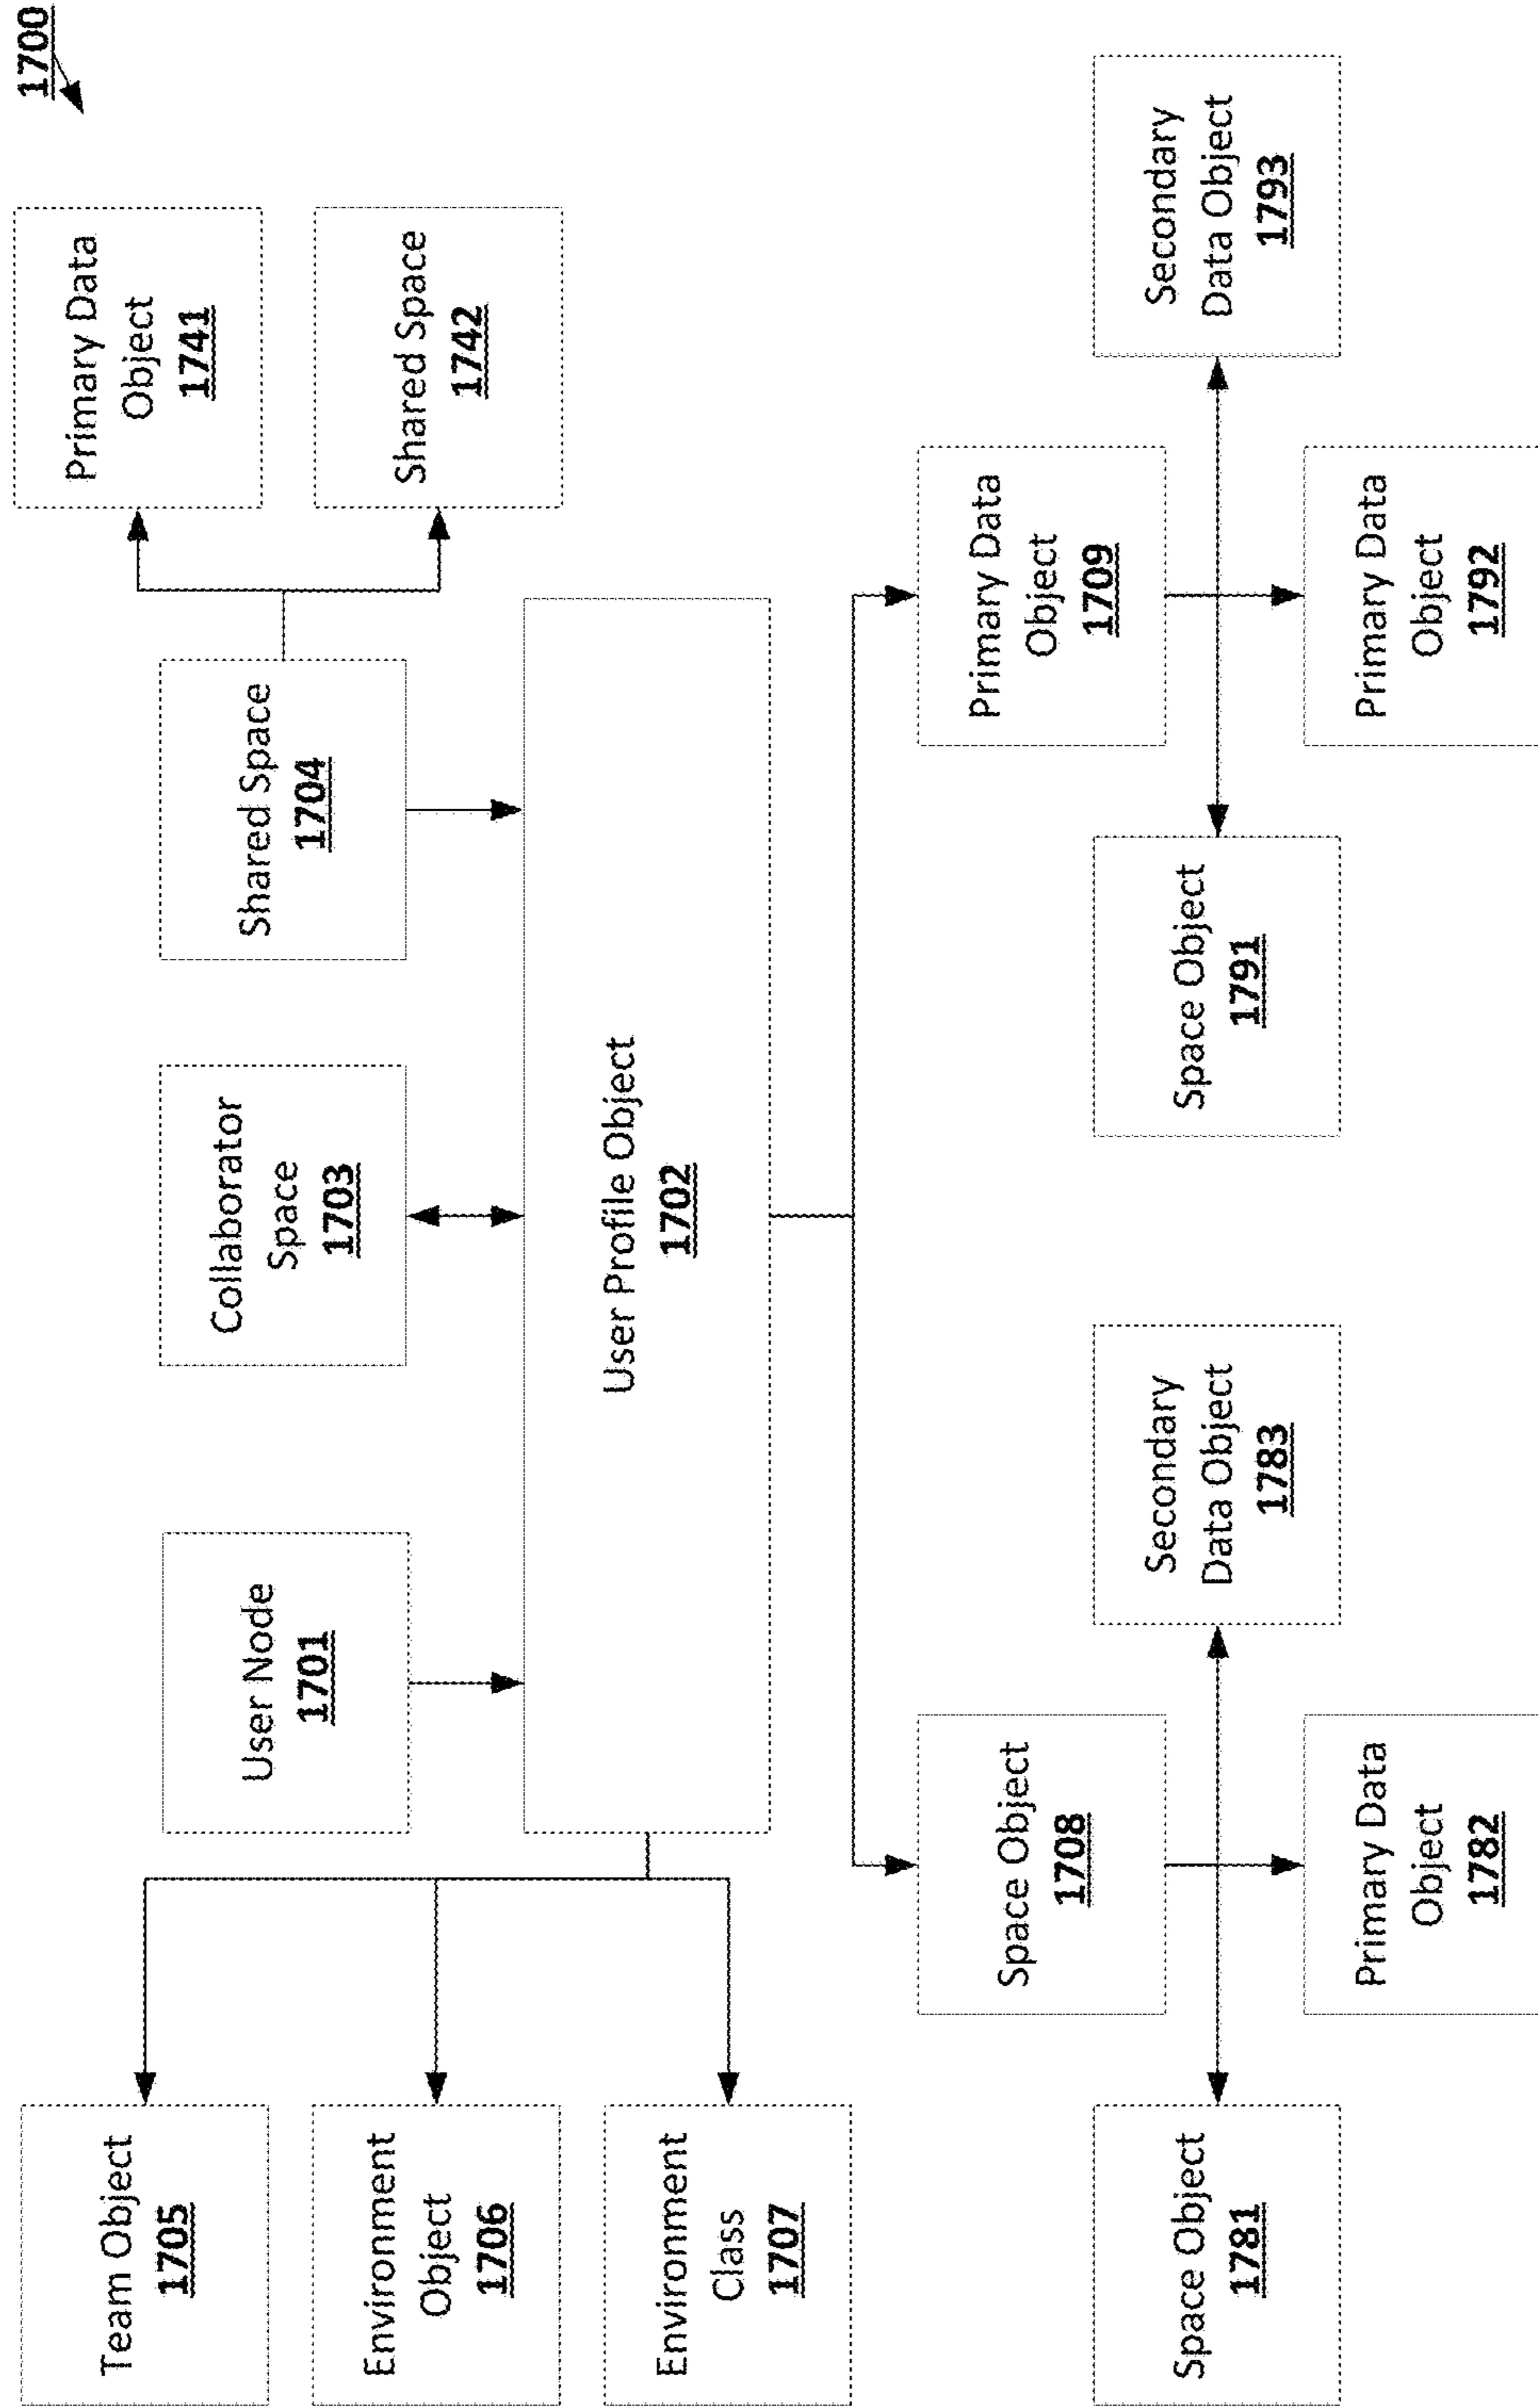 1700
Team Object
1705
Environment
Object
1706
Environment
Class
1707
User Node
1701
Collaborator
Space
1703
Shared Space
1704
Primary Data
Object
1741
Shared Space
1742
User Profile Object
1702
Space Object
1708
Primary Data
Object
1709
Space Object
1781
Secondary
Data Object
1783
Primary Data
Object
1782
Space Object
1791
Secondary
Data Object
1793
Primary Data
Object
1792